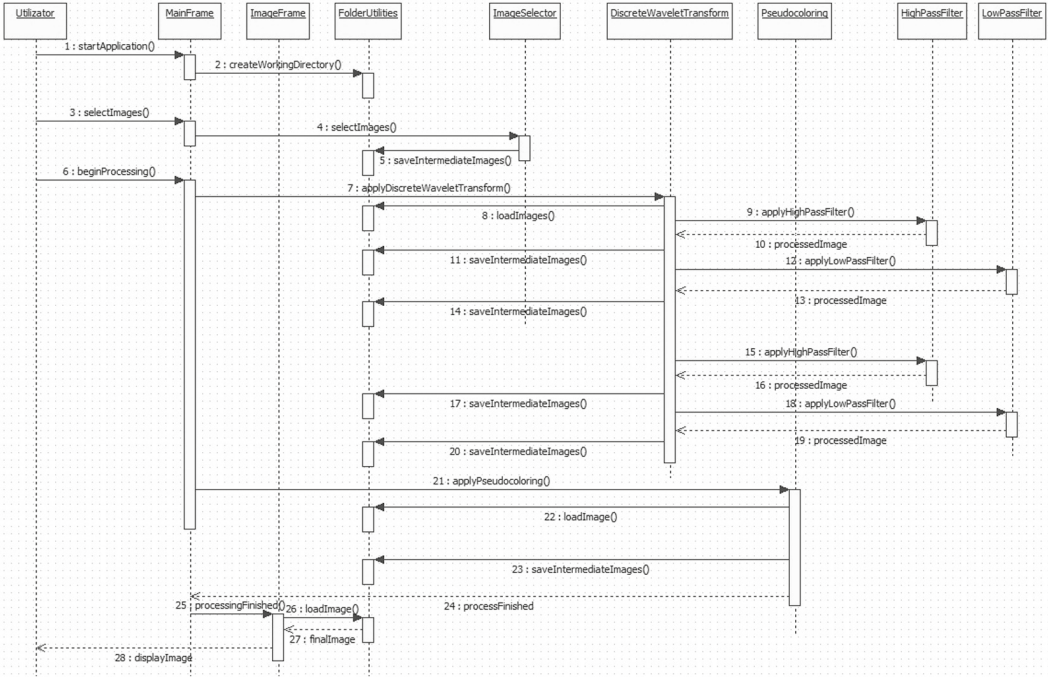 Utilizator
MainFrame
ImageFrame
FolderUtilities
ImageSelector
DiscreteWaveletTransform
Pseudocoloring
HighPassFilter
LowPassFilter
1 : startApplication()
2 : createWorkingDirectory()
3 : selectImages()
4 : selectImages()
5 : saveIntermediateImages()
6 : beginProcessing()
7 : applyDiscreteWaveletTransform()
8 : loadImages()
9 : applyHighPassFilter()
10 : processedImage
11 : saveIntermediateImages()
12 : applyLowPassFilter()
13 : processedImage
14 : saveIntermediateImages()
15 : applyHighPassFilter()
16 : processedImage
17 : saveIntermediateImages()
18 : applyLowPassFilter()
19 : processedImage
20 : saveIntermediateImages()
21 : applyPseudocoloring()
22 : loadImage()
23 : saveIntermediateImages()
24 : processFinished
25 : processingFinished()
26 : loadImage()
27 : finalImage
28 : displayImage